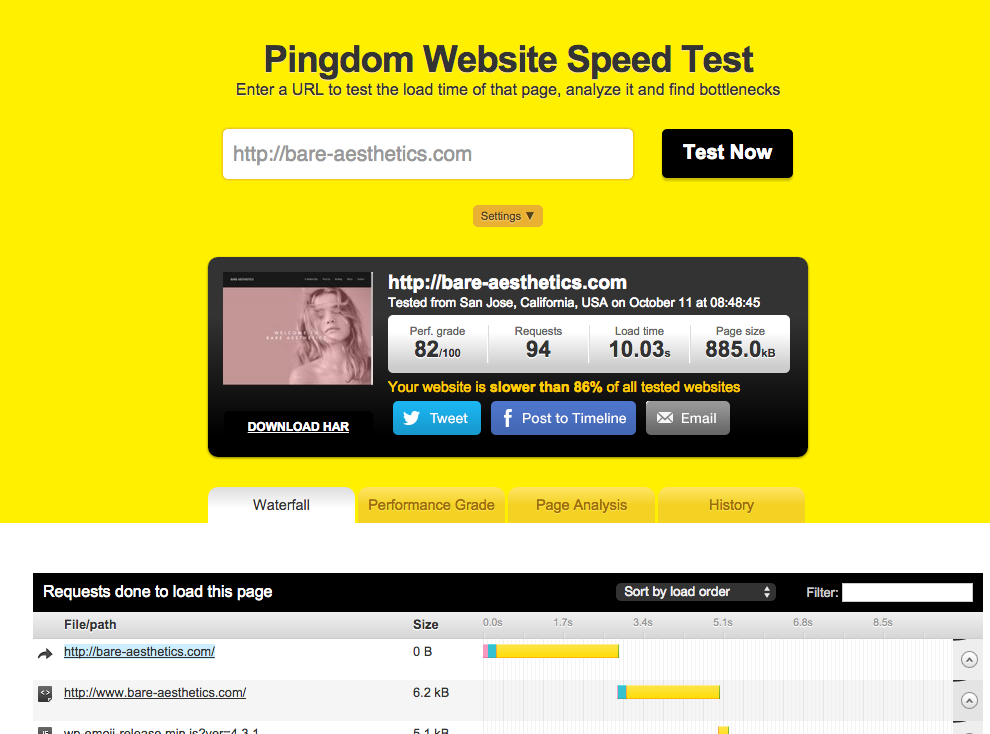 Pingdom Website Speed Test
Enter a URL to test the load time of that page, analyze it and find bottlenecks
http://bare-aesthetics.com
Test Now
Settings ▼
http://bare-aesthetics.com
Tested from San Jose, California, USA on October 11 at 08:48:45
Perf. grade Requests Load time Page size
82/100 94 10.03s 885.0kB
WELCOME TO
BARE AESTHETICS
Your website is slower than 86% of all tested websites
DOWNLOAD HAR
Tweet Post to Timeline Email
Waterfall Performance Grade Page Analysis History
Requests done to load this page Sort by load order Filter:
File/path Size 0.0s 1.7s 3.4s 5.1s 6.8s 8.5s
http://bare-aesthetics.com/ 0 B
http://www.bare-aesthetics.com/ 6.2 kB
wp-emoji-release.min.js?ver=4.3.1 5.1 kB